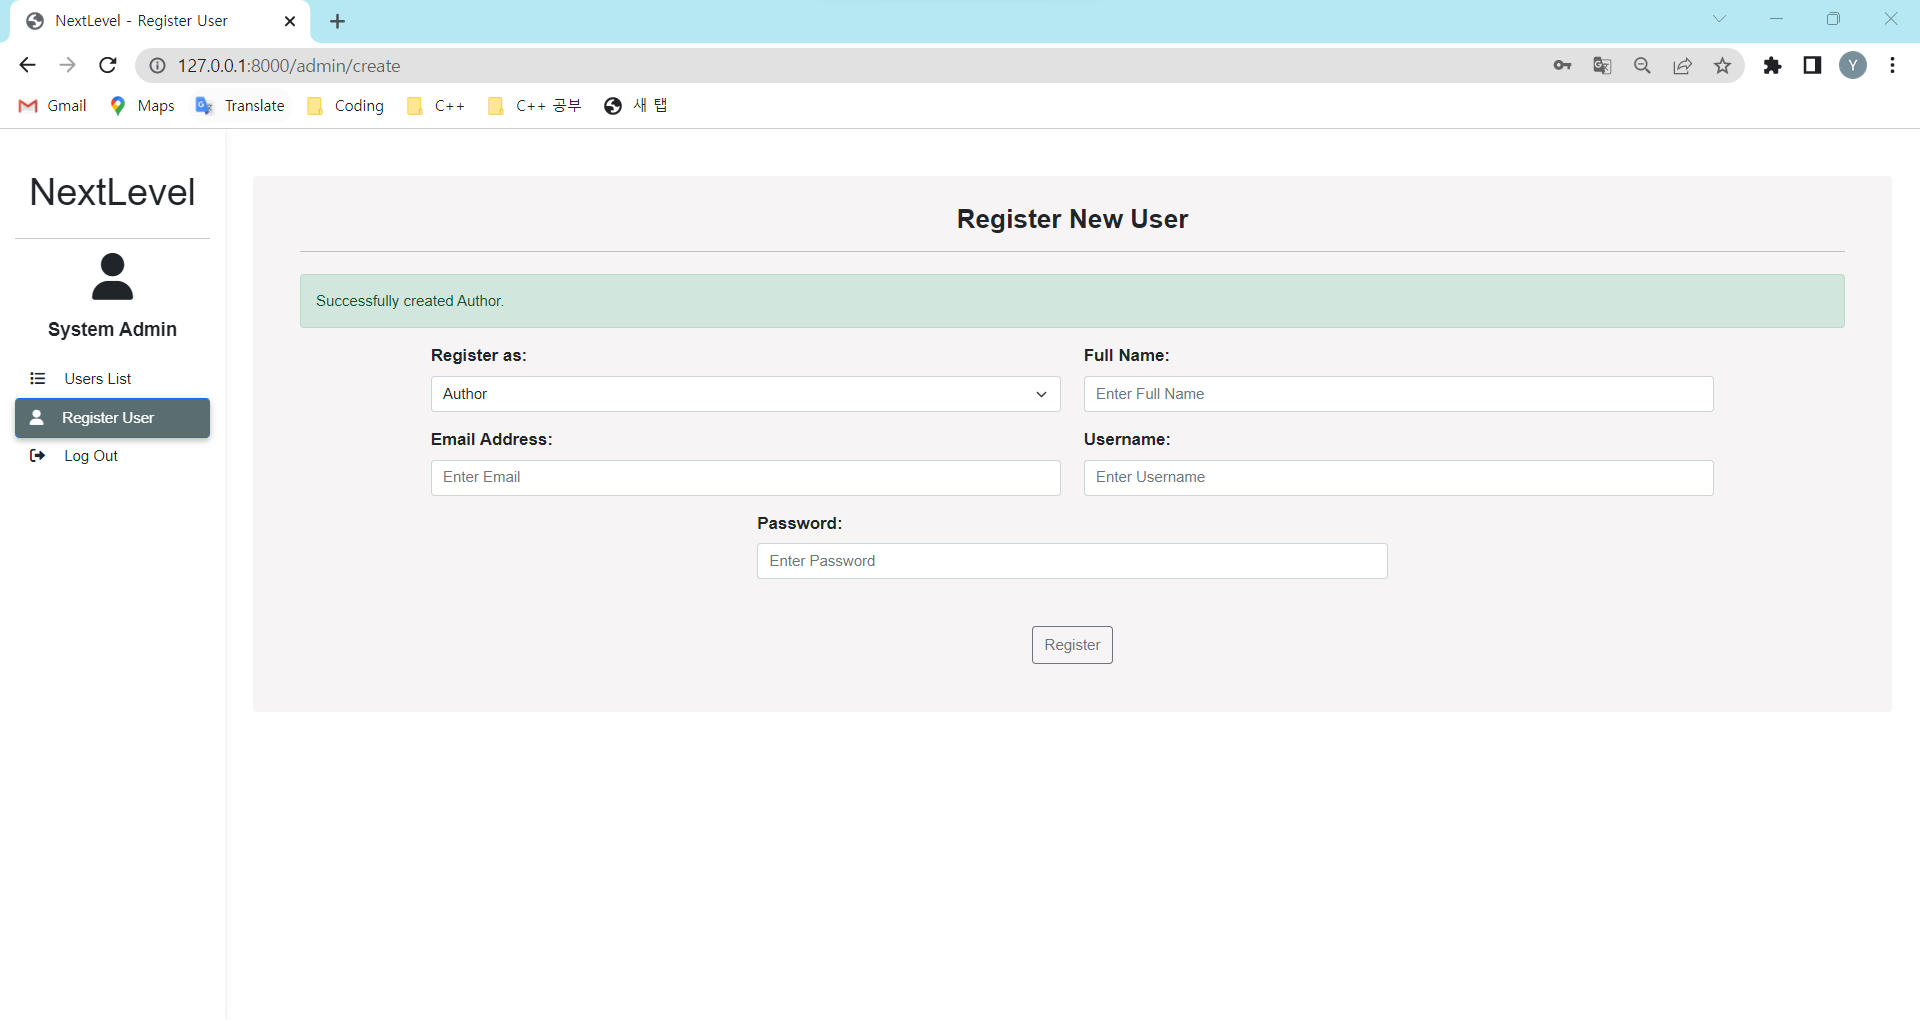 NextLevel - Register User
127.0.0.1:8000/admin/create
Y
Gmail
Maps
Translate
Coding
C++
C++ 공부
새 탭
NextLevel
System Admin
Users List
Register User
Log Out
Register New User
Successfully created Author.
Register as:
Full Name:
Author
Enter Full Name
Email Address:
Username:
Enter Email
Enter Username
Password:
Enter Password
Register